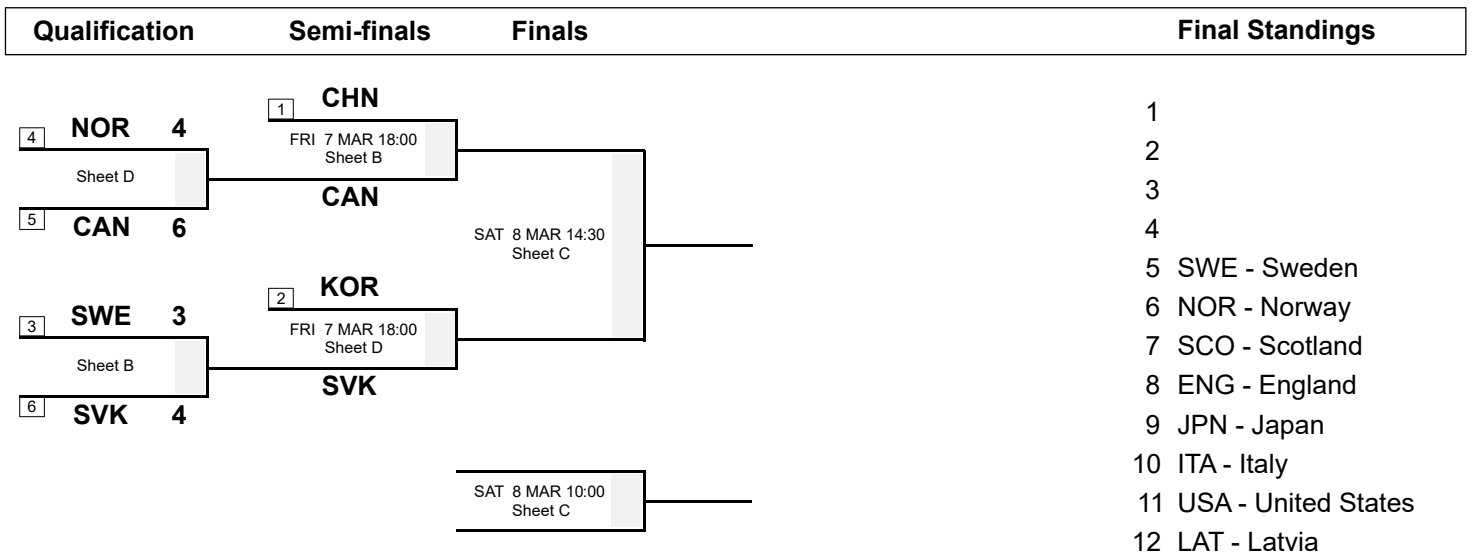 Qualification Semi-finals Finals Final Standings
1 CHN
4 NOR 4
FRI 7 MAR 18:00
Sheet B
Sheet D
CAN
5 CAN 6
SAT 8 MAR 14:30
Sheet C
2 KOR
3 SWE 3
FRI 7 MAR 18:00
Sheet D
Sheet B
SVK
6 SVK 4
SAT 8 MAR 10:00
Sheet C
1
2
3
4
5 SWE - Sweden
6 NOR - Norway
7 SCO - Scotland
8 ENG - England
9 JPN - Japan
10 ITA - Italy
11 USA - United States
12 LAT - Latvia